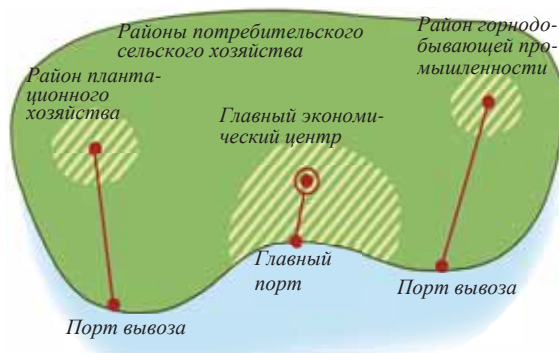 Районы потребительского
сельского хозяйства
Район горнодо-
бывающей про-
мышленности
Район планта-
ционного
хозяйства
Главный экономи-
ческий центр
Главный
порт
Порт вывоза
Порт вывоза